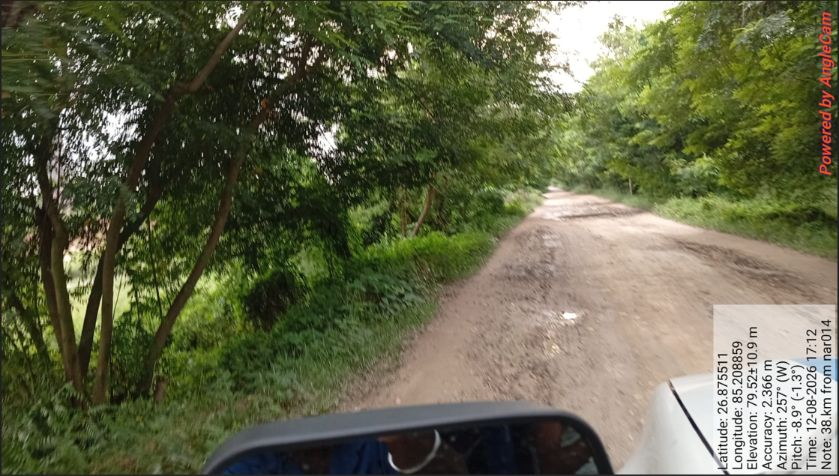 Powered by AngleCam
Latitude: 26.875511
Longitude: 85.208859
Elevation: 79.52±10.9 m
Accuracy: 2.366 m
Azimuth: 257° (W)
Pitch: -8.9° (-1.3°)
Time: 12-08-2026 17:12
Note: 38.km from nar014